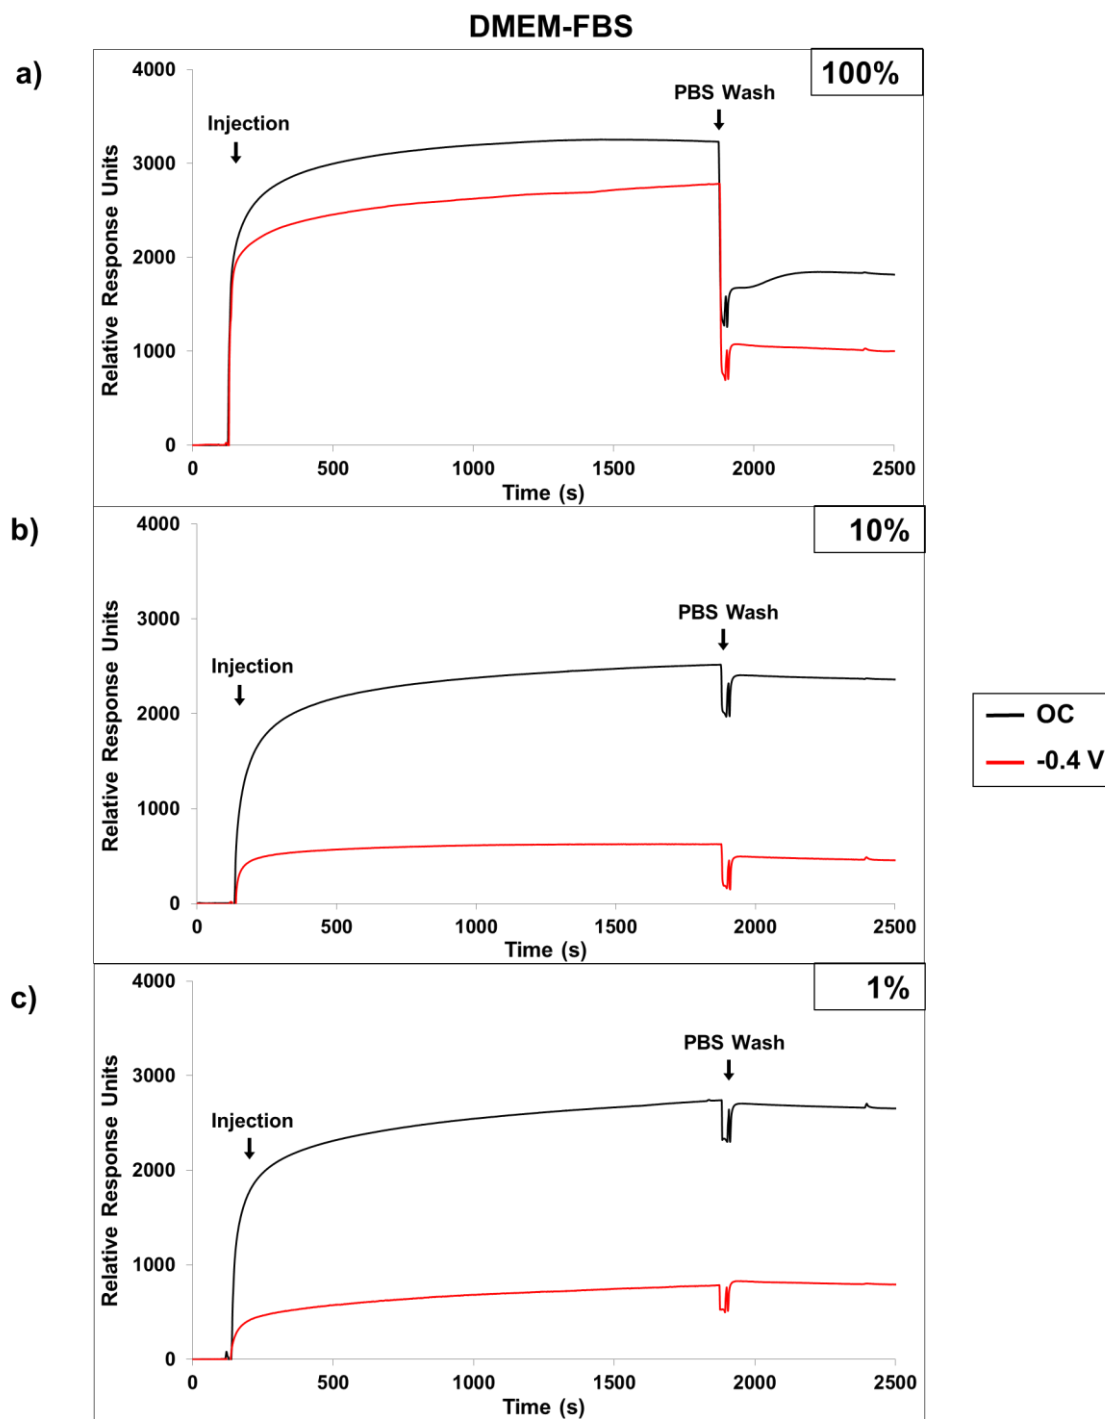 DMEM-FBS
a)
100%
4000
3000
2000
1000
0
Relative Response Units
Injection
PBS Wash
0 500 1000 1500 2000 2500
Time (s)
b)
10%
4000
3000
2000
1000
0
Relative Response Units
Injection
PBS Wash
0 500 1000 1500 2000 2500
Time (s)
OC
-0.4 V
c)
1%
4000
3000
2000
1000
0
Relative Response Units
Injection
PBS Wash
0 500 1000 1500 2000 2500
Time (s)